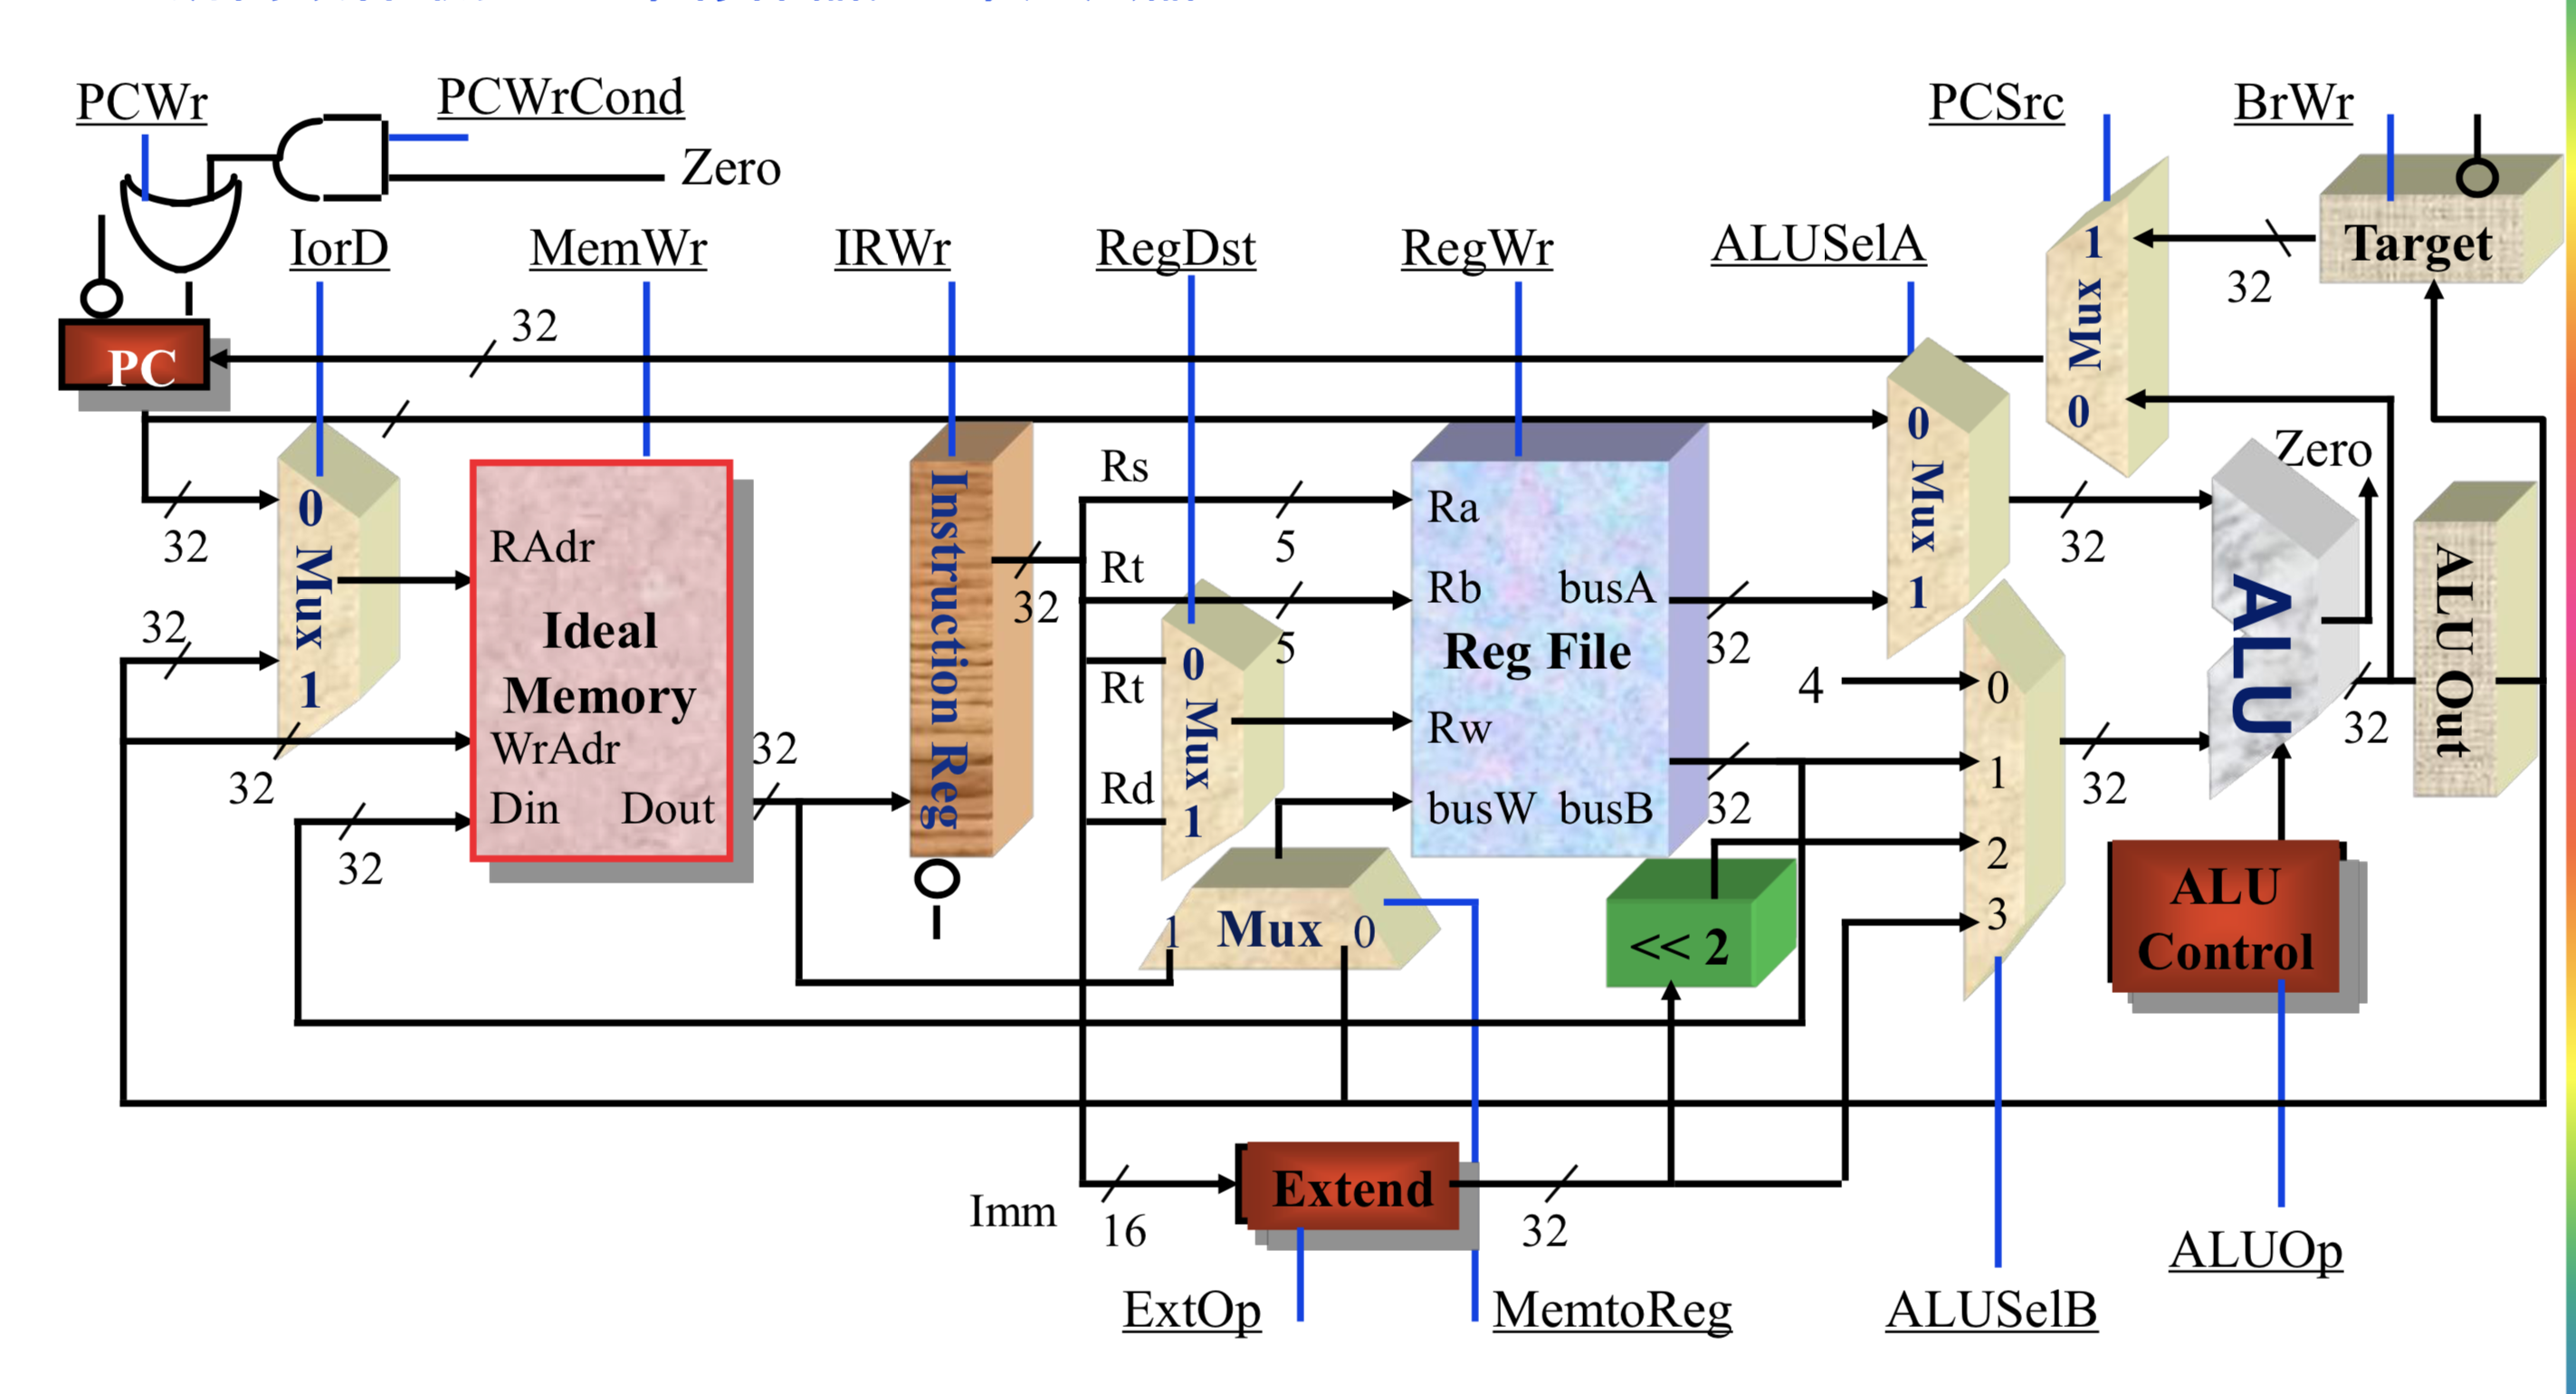 PCWr
PCWrCond
PCSrc
BrWr
Zero
IorD
MemWr
IRWr
RegDst
RegWr
ALUSelA
1
Mux
0
Target
32
32
PC
0
Mux
1
32
32
32
RAdr
Ideal
Memory
WrAdr
Din
Dout
32
32
Instruction Reg
32
Rs
5
Rt
5
Rt
Rd
0
Mux
1
Ra
Rb
busA
Reg File
Rw
busW
busB
32
32
0
Mux
1
32
4
0
1
2
3
32
Zero
ALU
32
ALU Out
1
Mux
0
<< 2
ALU
Control
Imm
16
Extend
32
ExtOp
MemtoReg
ALUSelB
ALUOp